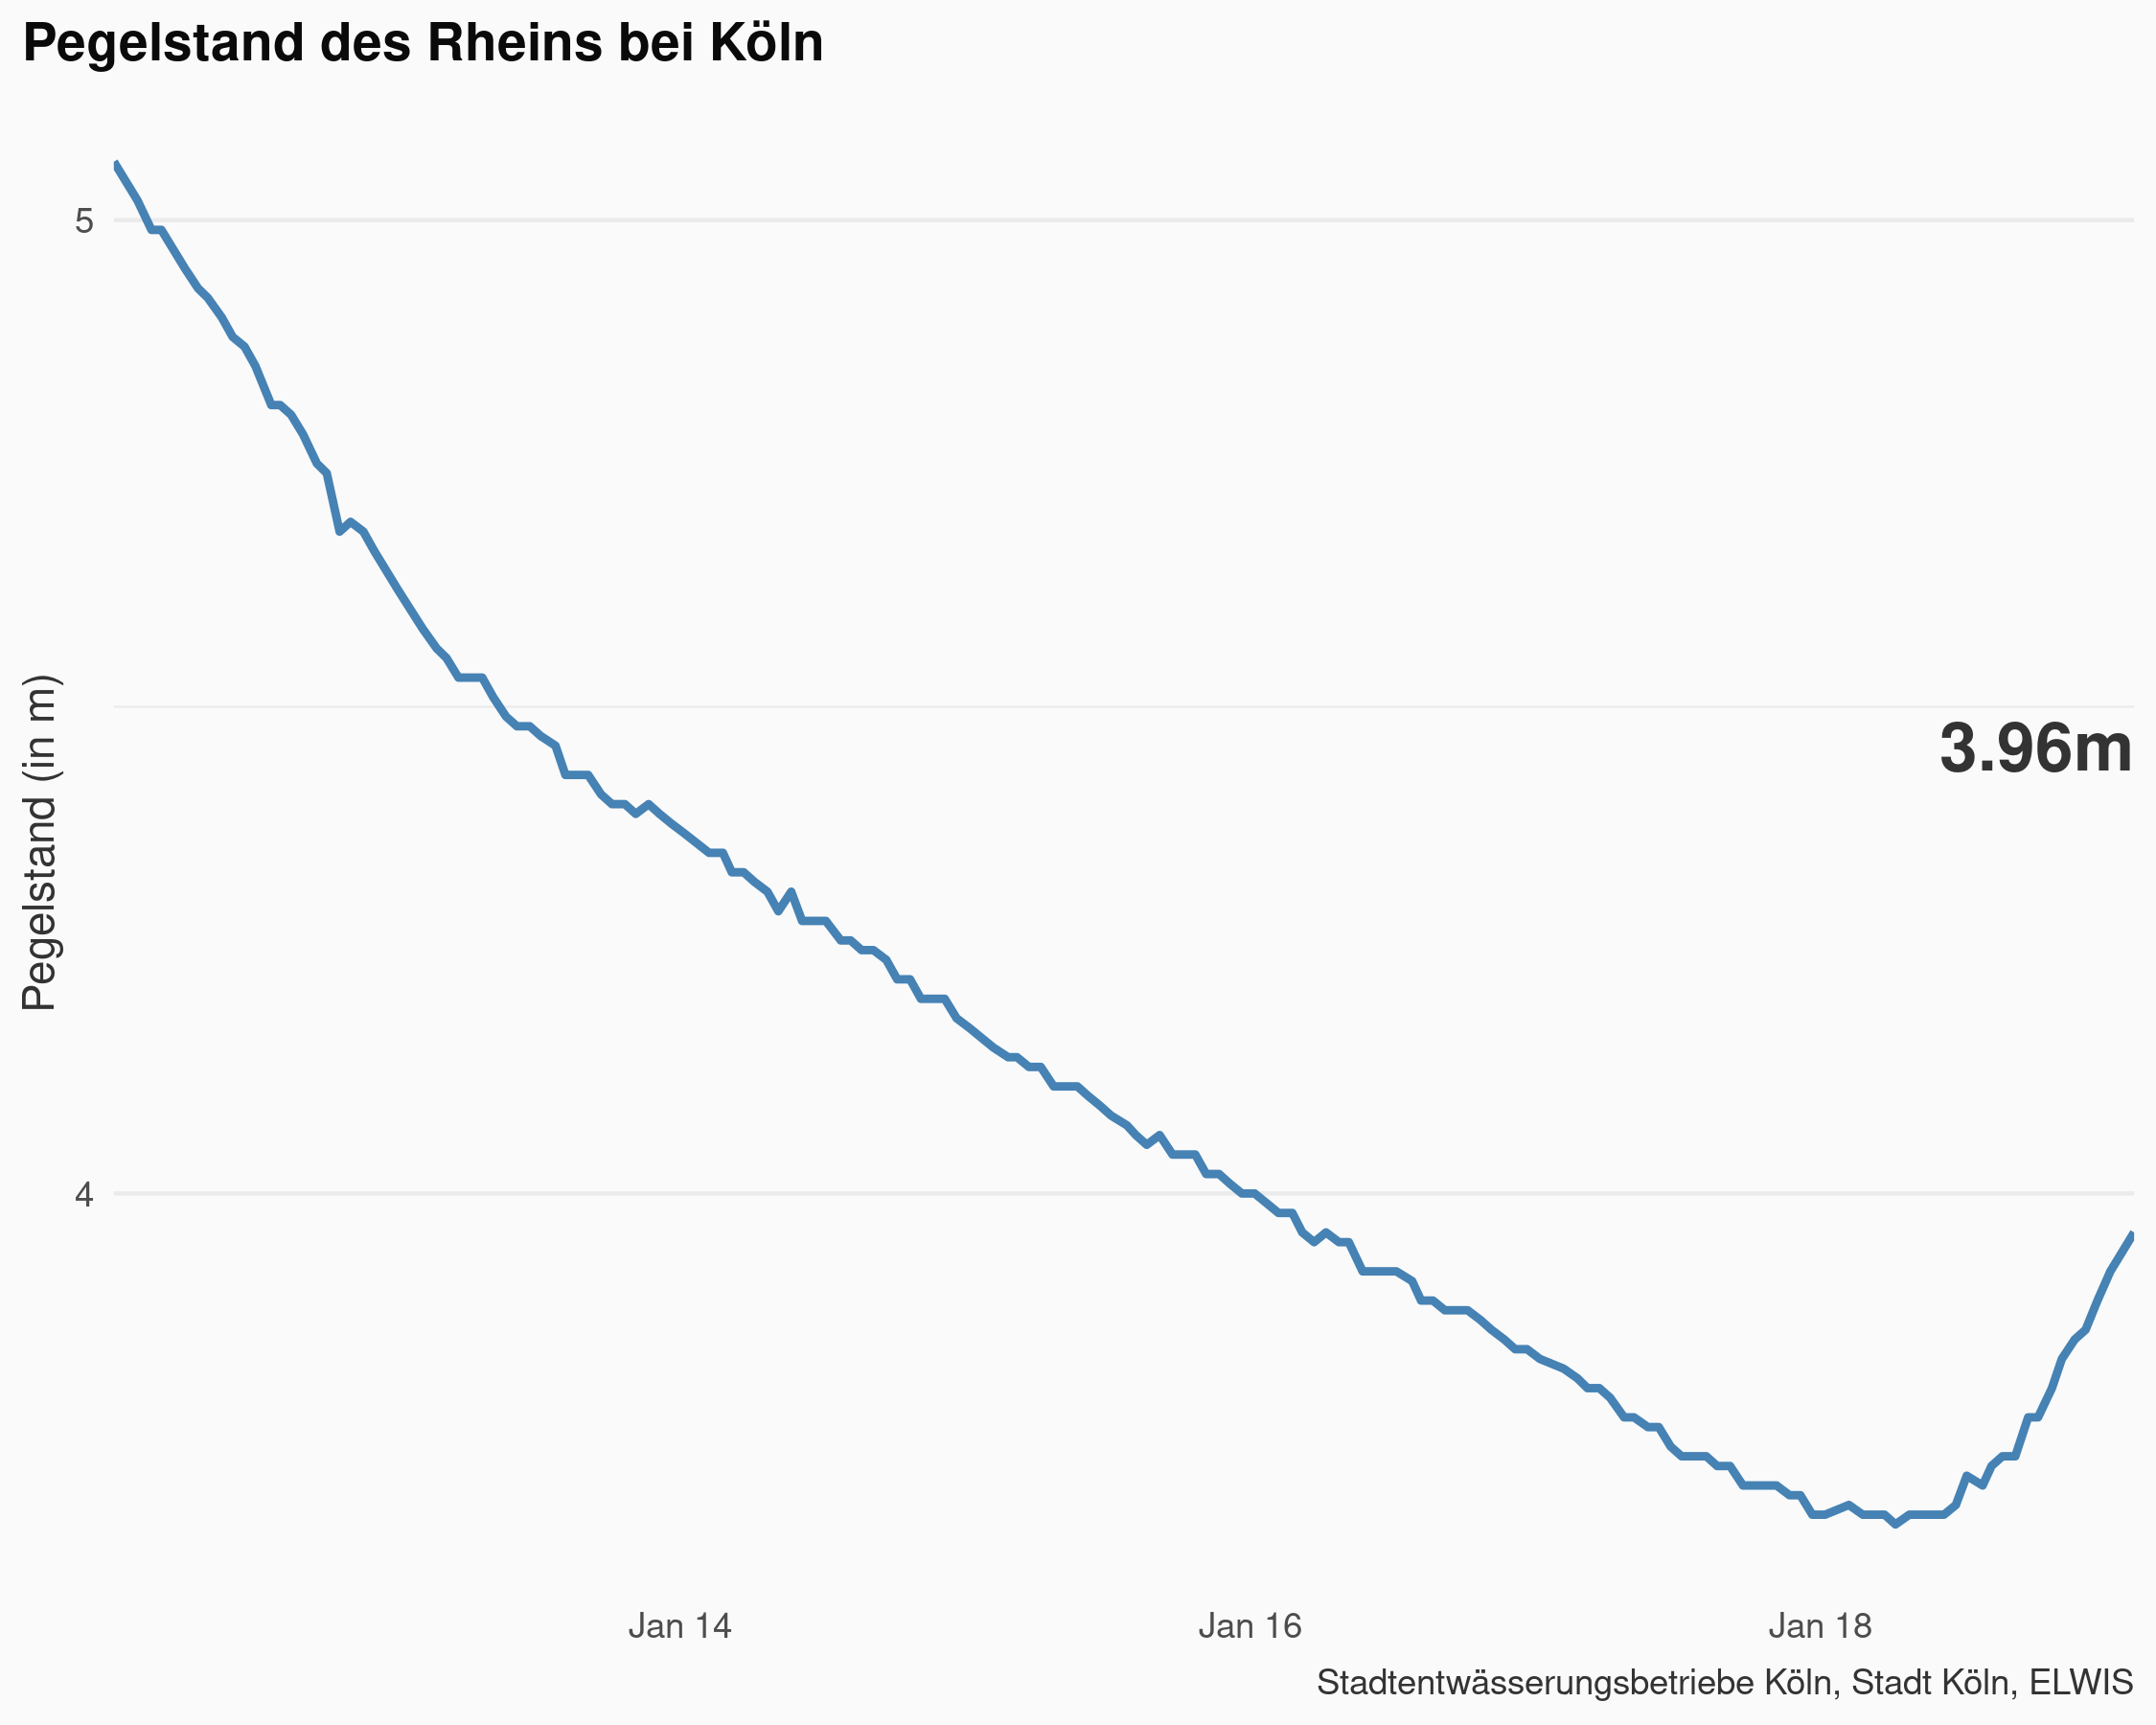 Pegelstand des Rheins bei Köln
5
Pegelstand (in m)
3.96m
4
Jan 14
Jan 16
Jan 18
Stadtentwässerungsbetriebe Köln, Stadt Köln, ELWIS